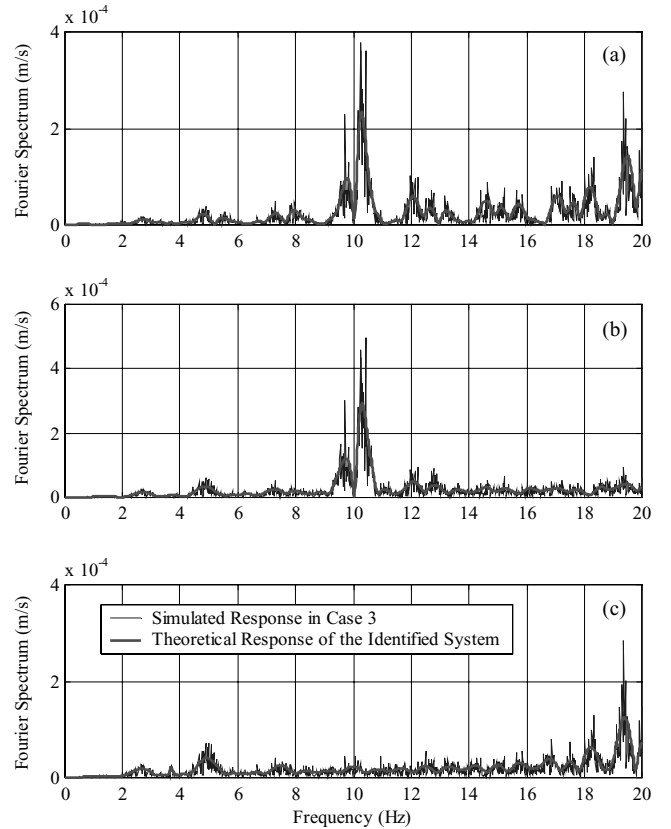 x 10⁻⁴
4
2
0
Fourier Spectrum (m/s)
(a)
0 2 4 6 8 10 12 14 16 18 20
x 10⁻⁴
6
4
2
0
Fourier Spectrum (m/s)
(b)
0 2 4 6 8 10 12 14 16 18 20
x 10⁻⁴
4
2
0
Fourier Spectrum (m/s)
(c)
Simulated Response in Case 3
Theoretical Response of the Identified System
0 2 4 6 8 10 12 14 16 18 20
Frequency (Hz)